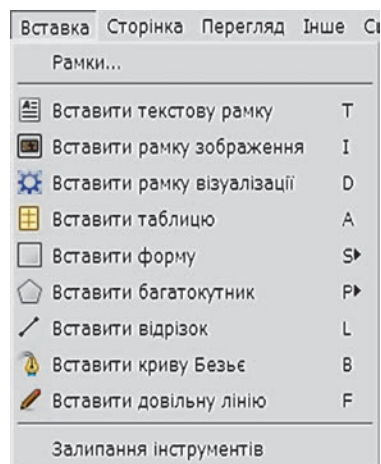 Вставка Сторінка Перегляд Інше
Рамки...
Вставити текстову рамку T
Вставити рамку зображення I
Вставити рамку візуалізації D
Вставити таблицю A
Вставити форму S
Вставити багатокутник P
Вставити відрізок L
Вставити криву Безьє B
Вставити довільну лінію F
Залипання інструментів